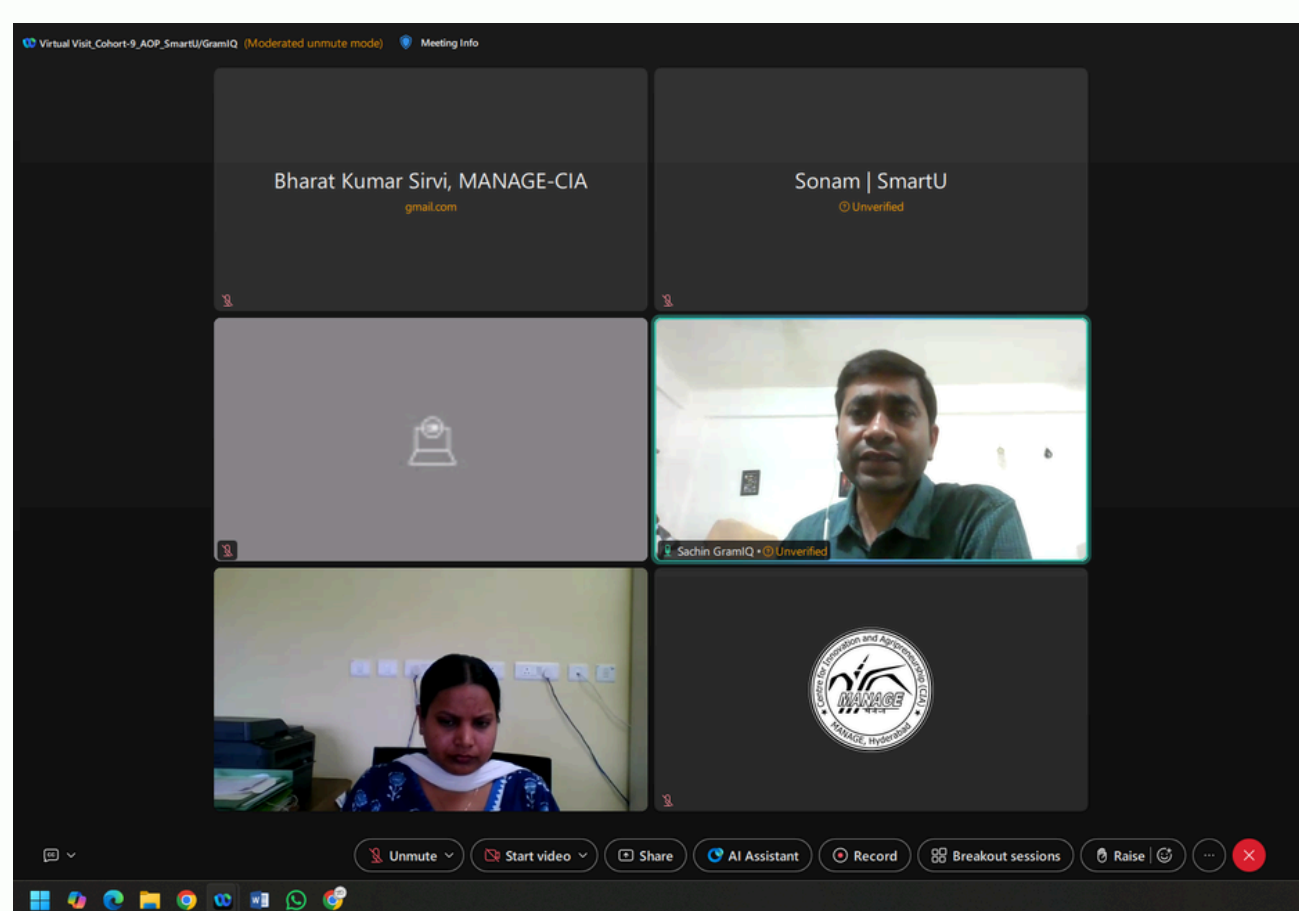 Virtual Visit_Cohort-9_AOP_SmartU/GramIQ (Moderated unmute mode) Meeting Info
Bharat Kumar Sirvi, MANAGE-CIA
gmail.com
Sonam | SmartU
Unverified
Sachin GramIQ • Unverified
Centre for Innovation and Agripreneurship (CIA)
MANAGE
मैनेज
MANAGE, Hyderabad
CC
Unmute
Start video
Share
AI Assistant
Record
Breakout sessions
Raise